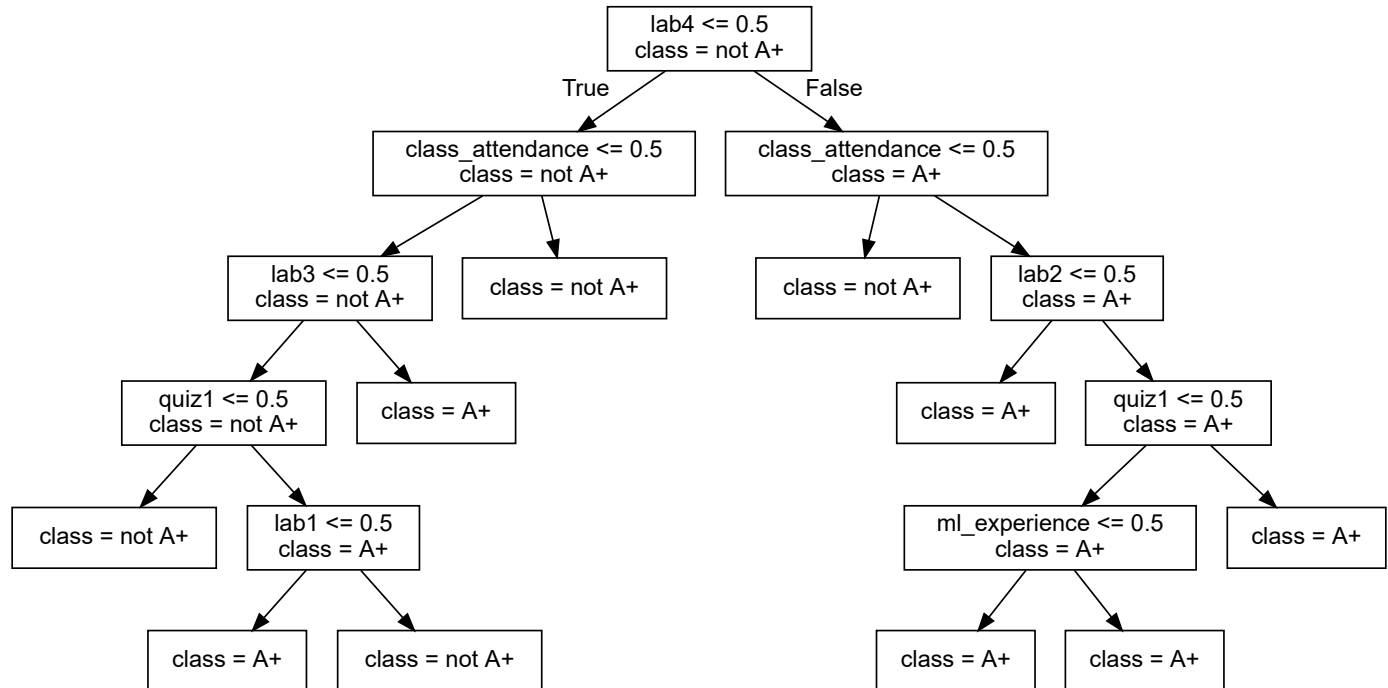 lab4 <= 0.5
class = not A+
True
False
class_attendance <= 0.5
class = not A+
class_attendance <= 0.5
class = A+
lab3 <= 0.5
class = not A+
class = not A+
class = not A+
lab2 <= 0.5
class = A+
quiz1 <= 0.5
class = not A+
class = A+
class = A+
quiz1 <= 0.5
class = A+
class = not A+
lab1 <= 0.5
class = A+
ml_experience <= 0.5
class = A+
class = A+
class = A+
class = not A+
class = A+
class = A+